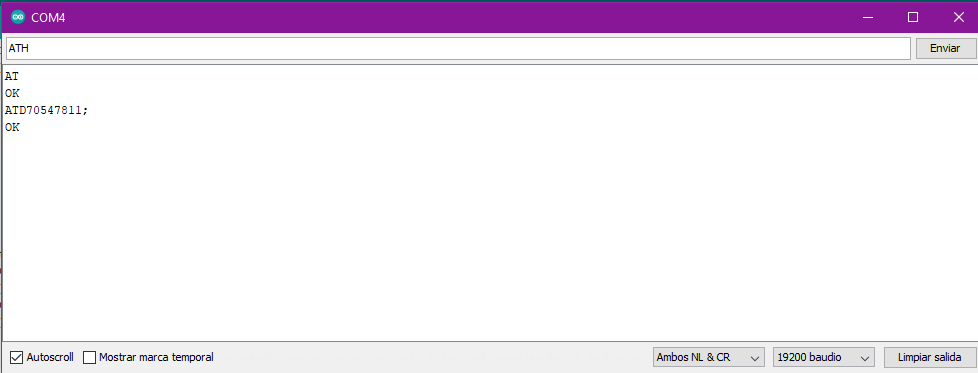 COM4
ATH
Enviar
AT
OK
ATD70547811;
OK
Autoscroll
Mostrar marca temporal
Ambos NL & CR
19200 baudio
Limpiar salida